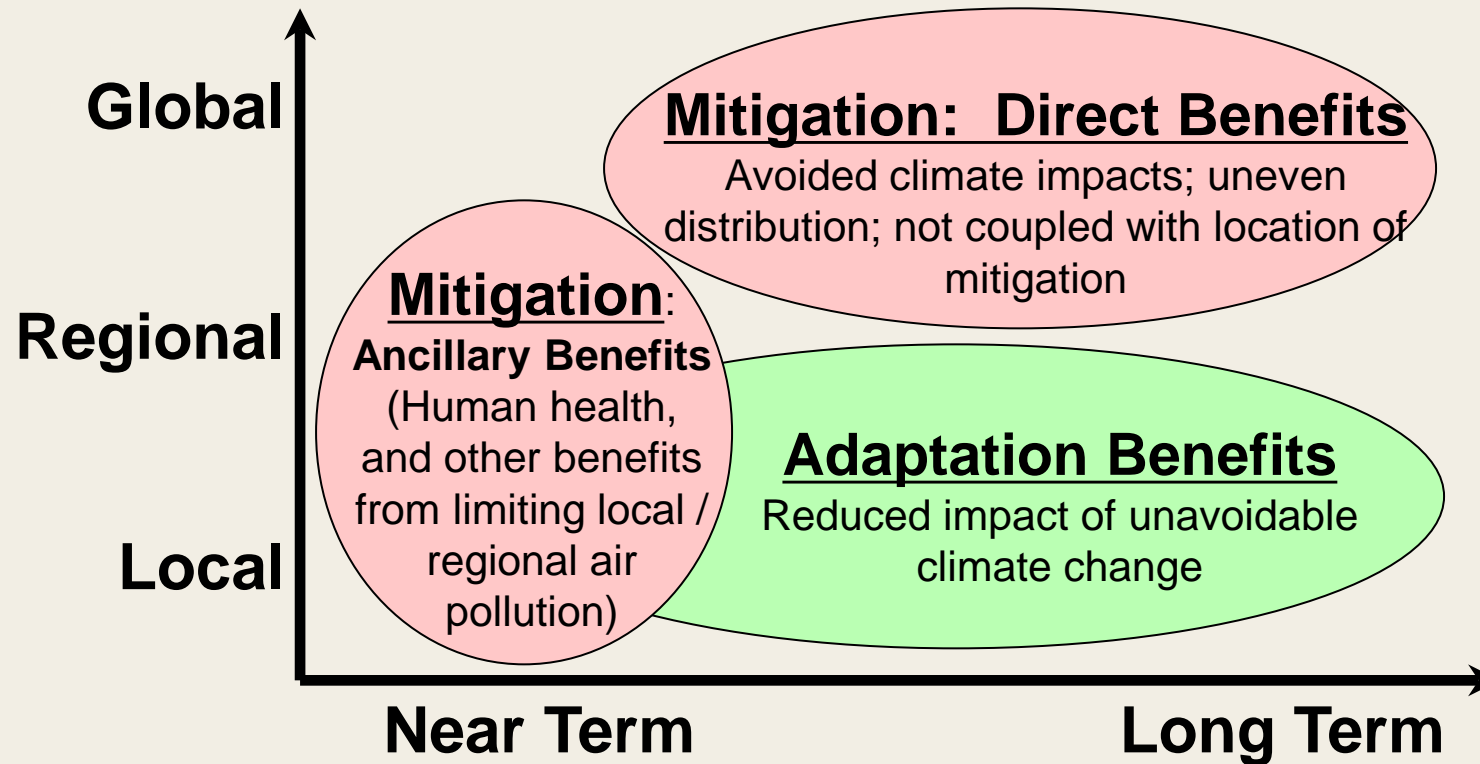 Global
Regional
Local
Mitigation:  Direct Benefits
Avoided climate impacts; uneven
distribution; not coupled with location of
mitigation
Mitigation:
Ancillary Benefits
(Human health,
and other benefits
from limiting local /
regional air
pollution)
Adaptation Benefits
Reduced impact of unavoidable
climate change
Near Term
Long Term